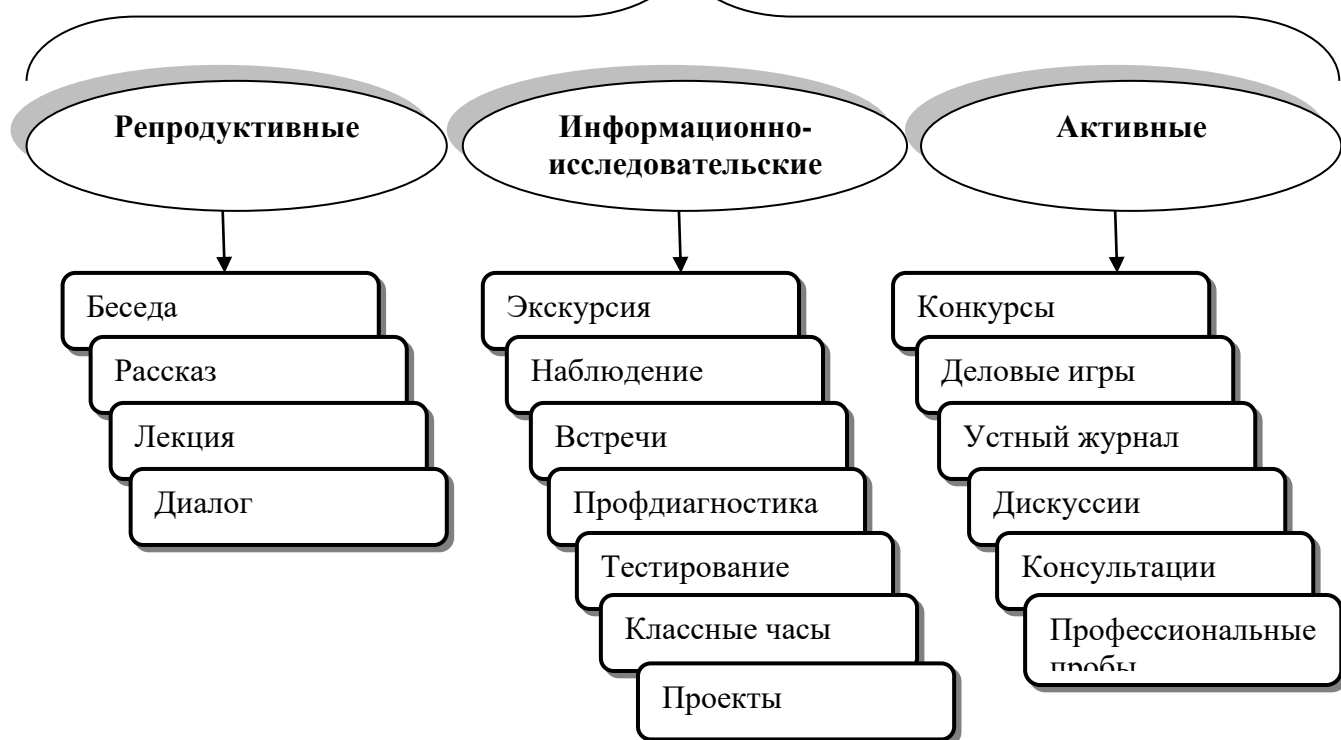 Репродуктивные
Информационно-
исследовательские
Активные
Беседа
Рассказ
Лекция
Диалог
Экскурсия
Наблюдение
Встречи
Профдиагностика
Тестирование
Классные часы
Проекты
Конкурсы
Деловые игры
Устный журнал
Дискуссии
Консультации
Профессиональные
пробы